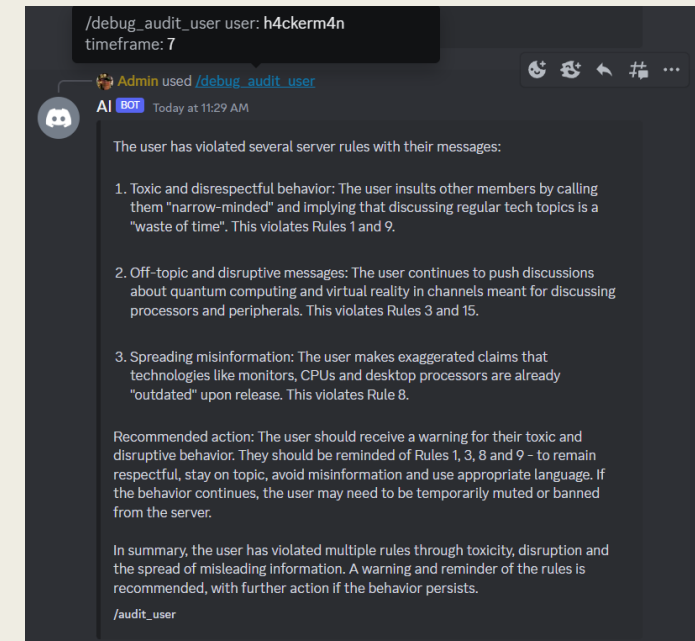 /debug_audit_user user: h4ckerm4n
timeframe: 7
Admin used /debug_audit_user
AI BOT Today at 11:29 AM
The user has violated several server rules with their messages:
1. Toxic and disrespectful behavior: The user insults other members by calling
them "narrow-minded" and implying that discussing regular tech topics is a
"waste of time". This violates Rules 1 and 9.
2. Off-topic and disruptive messages: The user continues to push discussions
about quantum computing and virtual reality in channels meant for discussing
processors and peripherals. This violates Rules 3 and 15.
3. Spreading misinformation: The user makes exaggerated claims that
technologies like monitors, CPUs and desktop processors are already
"outdated" upon release. This violates Rule 8.
Recommended action: The user should receive a warning for their toxic and
disruptive behavior. They should be reminded of Rules 1, 3, 8 and 9 - to remain
respectful, stay on topic, avoid misinformation and use appropriate language. If
the behavior continues, the user may need to be temporarily muted or banned
from the server.
In summary, the user has violated multiple rules through toxicity, disruption and
the spread of misleading information. A warning and reminder of the rules is
recommended, with further action if the behavior persists.
/audit_user